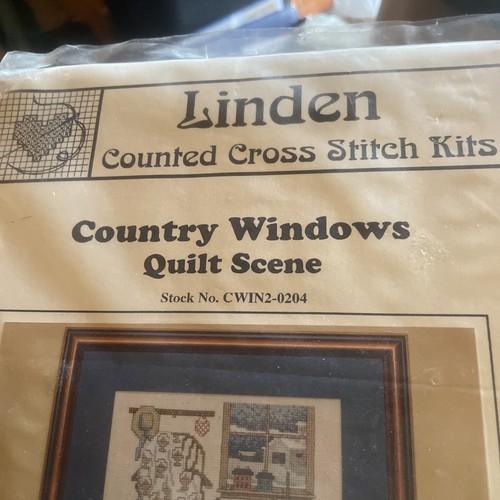 Linden
Counted Cross Stitch Kits
Country Windows
Quilt Scene
Stock No. CWIN2-0204